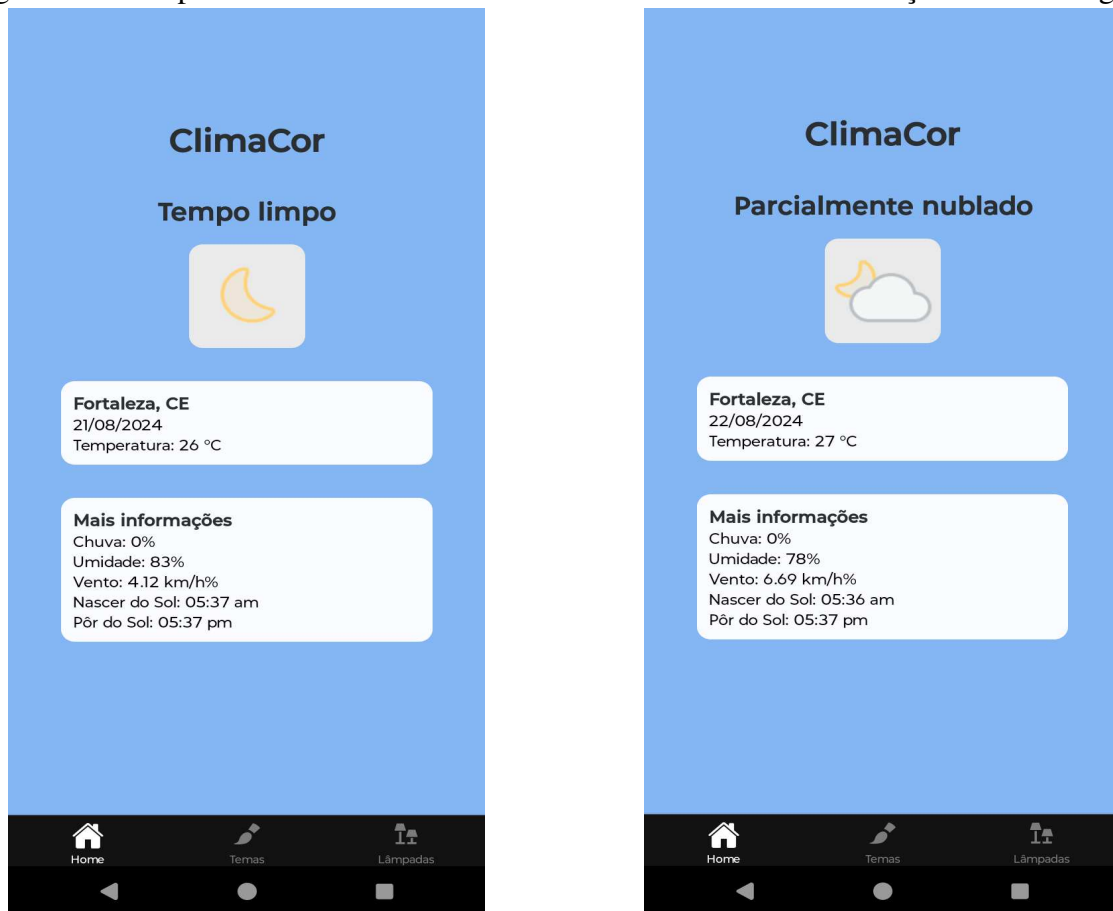 ClimaCor
Tempo limpo
Fortaleza, CE
21/08/2024
Temperatura: 26 °C
Mais informações
Chuva: 0%
Umidade: 83%
Vento: 4.12 km/h%
Nascer do Sol: 05:37 am
Pôr do Sol: 05:37 pm
Home
Temas
Lâmpadas
ClimaCor
Parcialmente nublado
Fortaleza, CE
22/08/2024
Temperatura: 27 °C
Mais informações
Chuva: 0%
Umidade: 78%
Vento: 6.69 km/h%
Nascer do Sol: 05:36 am
Pôr do Sol: 05:37 pm
Home
Temas
Lâmpadas